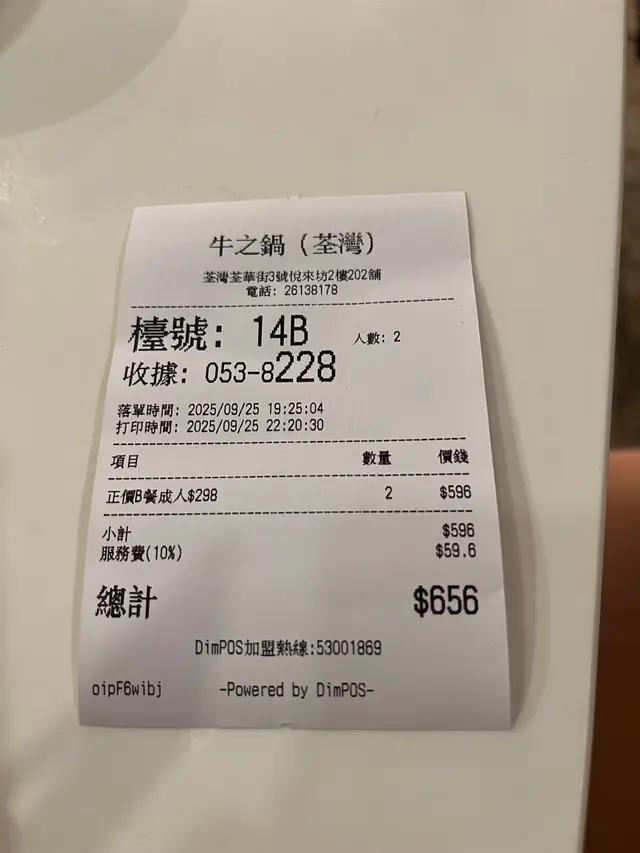 牛之鍋（荃灣）
荃灣荃華街3號悅來坊2樓202舖
電話: 26138178
檯號: 14B 人數: 2
收據: 053-8228
落單時間: 2025/09/25 19:25:04
打印時間: 2025/09/25 22:20:30
項目 數量 價錢
正價B餐成人$298 2 $596
小計 $596
服務費(10%) $59.6
總計 $656
DimPOS加盟熱線:53001869
oipF6wibj -Powered by DimPOS-